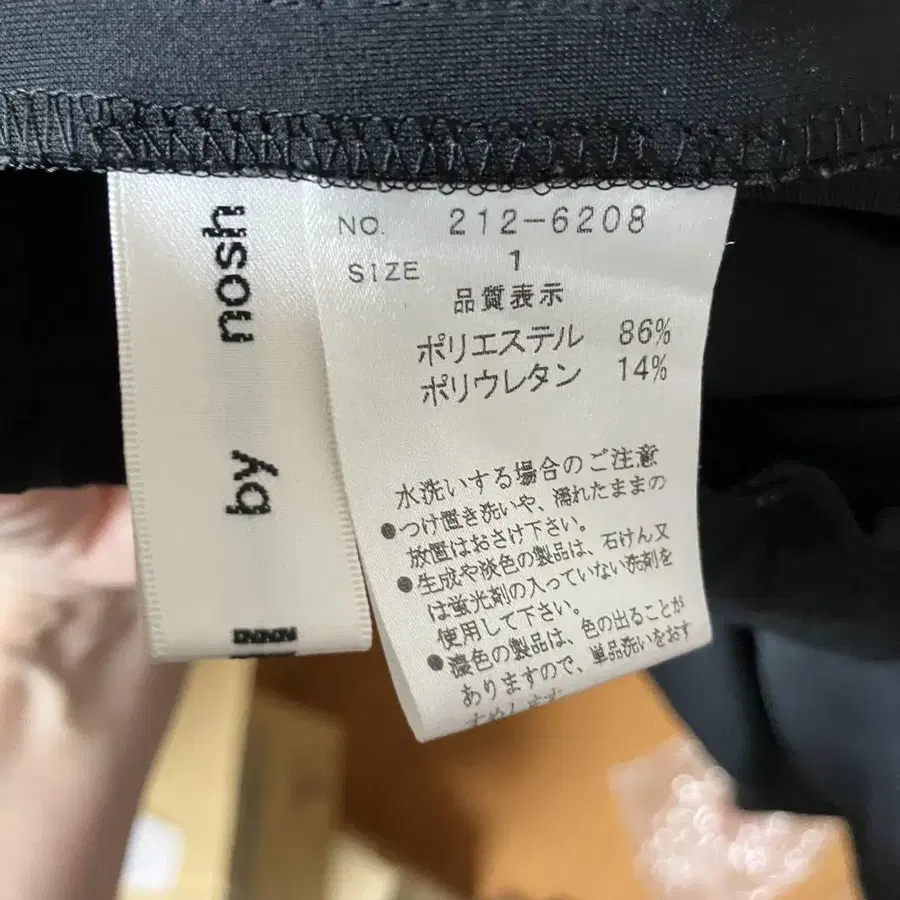 by nosh
NO. 212-6208
SIZE 1
品質表示
ポリエステル 86%
ポリウレタン 14%
水洗いする場合のご注意
●つけ置き洗いや、濡れたままの
放置はおさけ下さい。
●生成や淡色の製品は、石けん又
は蛍光剤の入っていない洗剤を
使用して下さい。
●濃色の製品は、色の出ることが
ありますので、単品洗いをおす
すめします